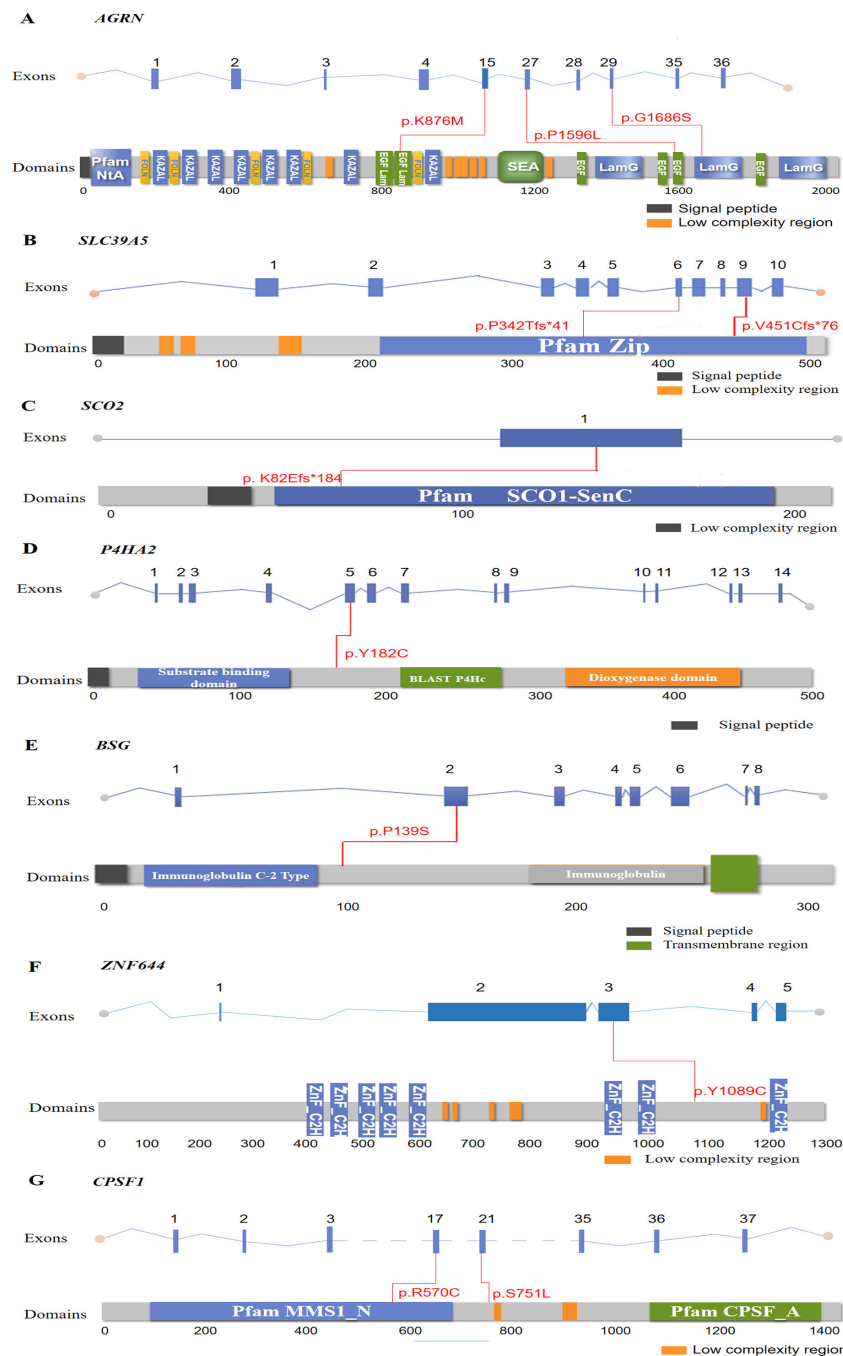 A AGRN
1 2 3 4 15 27 28 29 35 36
Exons
p.K876M p.P1596L p.G1686S
Domains Pfam NtA FOLN KAZAL FOLN KAZAL FOLN KAZAL KAZAL FOLN KAZAL KAZAL FOLN KAZAL EGF Lam EGF Lam FOLN KAZAL SEA EGF LamG EGF EGF LamG EGF LamG
0 400 800 1200 1600 2000
Signal peptide
Low complexity region
B SLC39A5
1 2 3 4 5 6 7 8 9 10
Exons
p.P342Tfs*41 p.V451Cfs*76
Domains Pfam Zip
0 100 200 300 400 500
Signal peptide
Low complexity region
C SCO2
1
Exons
p. K82Efs*184
Domains Pfam SCO1-SenC
0 100 200
Low complexity region
D P4HA2
1 2 3 4 5 6 7 8 9 10 11 12 13 14
Exons
p.Y182C
Domains Substrate binding domain BLAST P4Hc Dioxygenase domain
0 100 200 300 400 500
Signal peptide
E BSG
1 2 3 4 5 6 7 8
Exons
p.P139S
Domains Immunoglobulin C-2 Type Immunoglobulin
0 100 200 300
Signal peptide
Transmembrane region
F ZNF644
1 2 3 4 5
Exons
p.Y1089C
Domains ZnF_C2H ZnF_C2H ZnF_C2H ZnF_C2H ZnF_C2H ZnF_C2H ZnF_C2H ZnF_C2H
0 100 200 300 400 500 600 700 800 900 1000 1100 1200 1300
Low complexity region
G CPSF1
1 2 3 17 21 35 36 37
Exons
p.R570C p.S751L
Domains Pfam MMS1_N Pfam CPSF_A
0 200 400 600 800 1000 1200 1400
Low complexity region